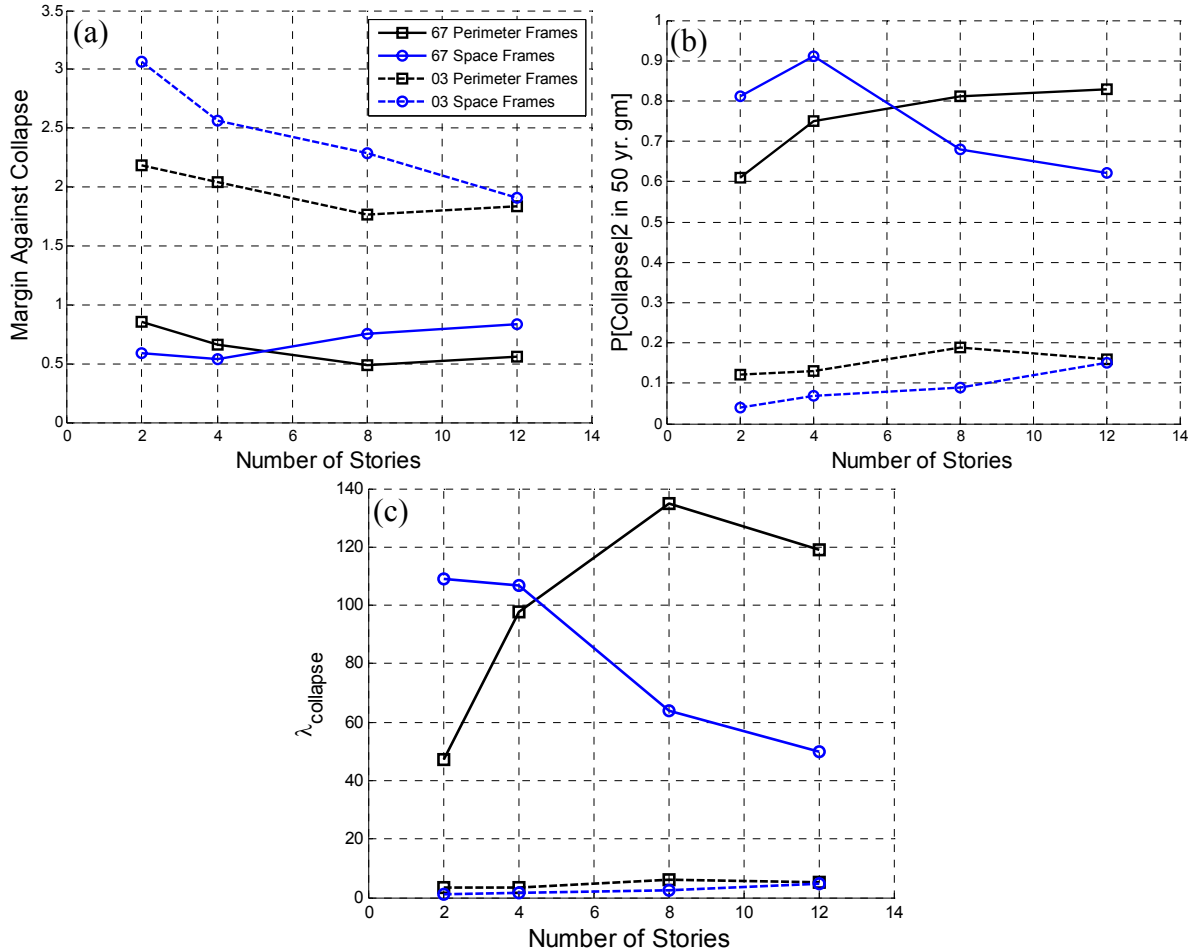 (a)
3.5
3
2.5
2
1.5
1
0.5
0
0 2 4 6 8 10 12 14
Margin Against Collapse
Number of Stories
67 Perimeter Frames
67 Space Frames
03 Perimeter Frames
03 Space Frames
(b)
1
0.9
0.8
0.7
0.6
0.5
0.4
0.3
0.2
0.1
0
0 2 4 6 8 10 12 14
P[Collapse|2 in 50 yr. gm]
Number of Stories
(c)
140
120
100
80
60
40
20
0
0 2 4 6 8 10 12 14
λcollapse
Number of Stories